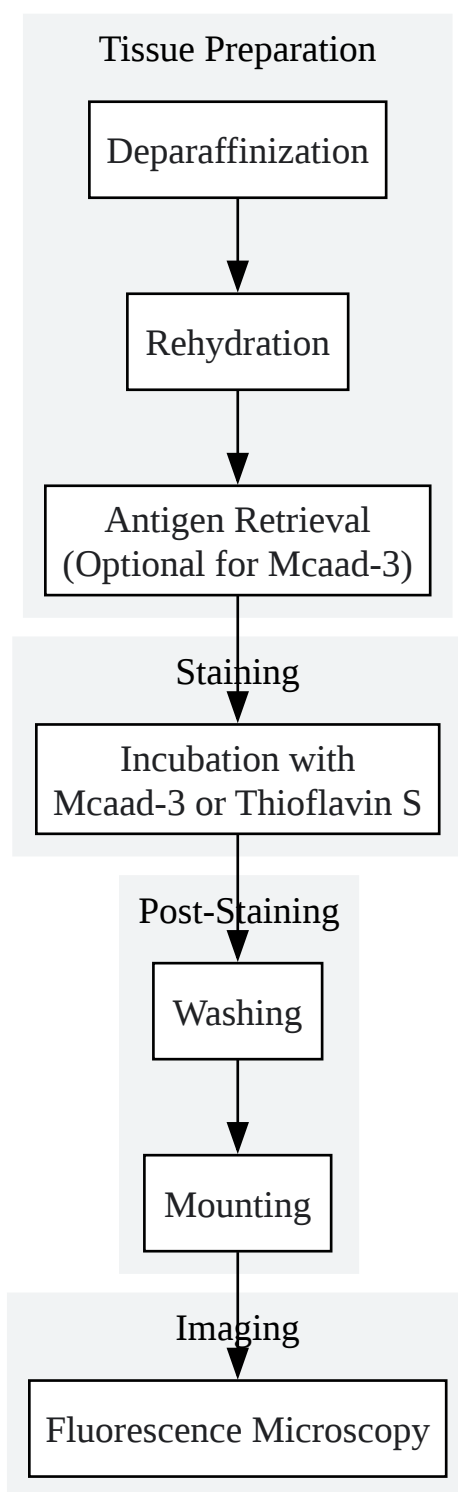 Tissue Preparation
Deparaffinization
Rehydration
Antigen Retrieval
(Optional for Mcaad-3)
Staining
Incubation with
Mcaad-3 or Thioflavin S
Post-Staining
Washing
Mounting
Imaging
Fluorescence Microscopy